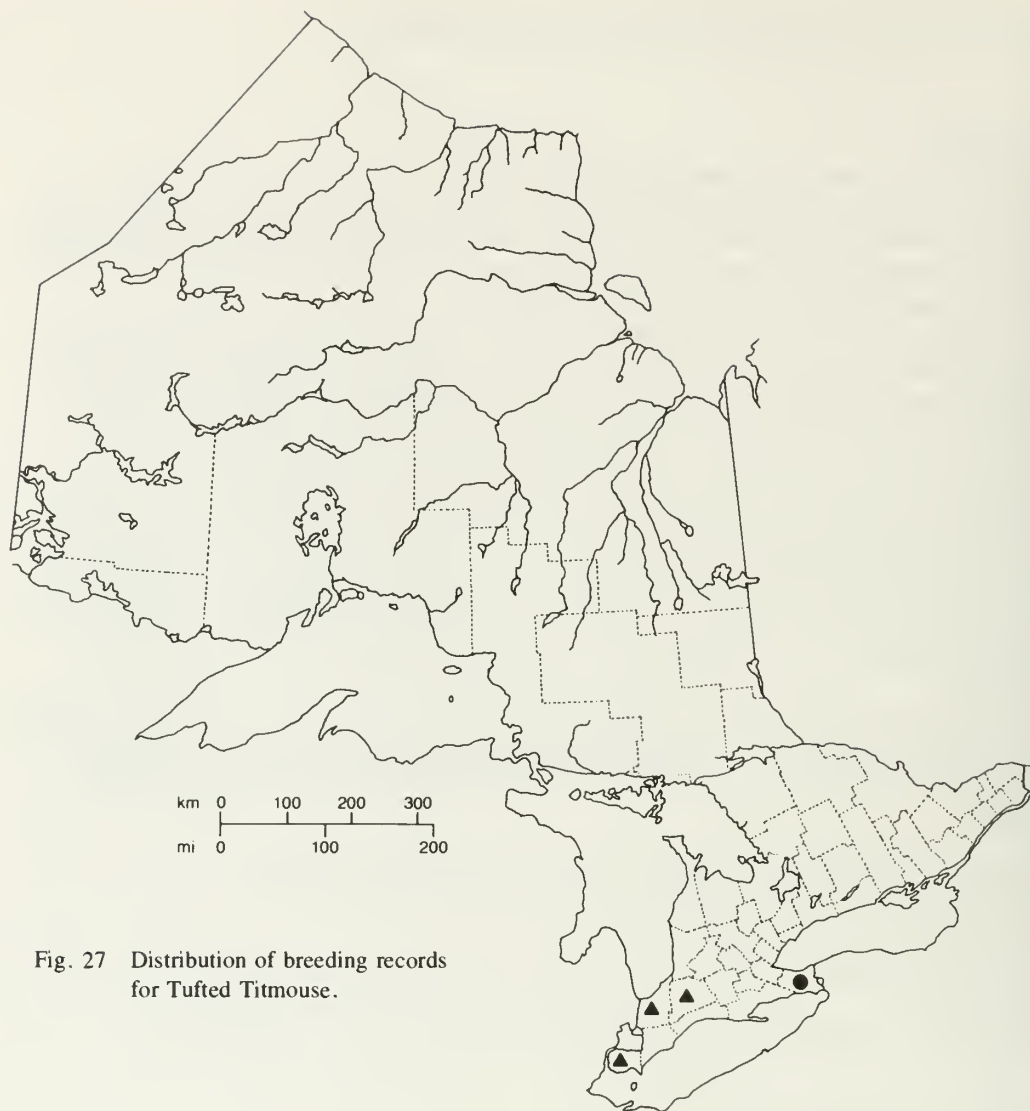 km 0 100 200 300
mi 0 100 200
Fig. 27 Distribution of breeding records
for Tufted Titmouse.